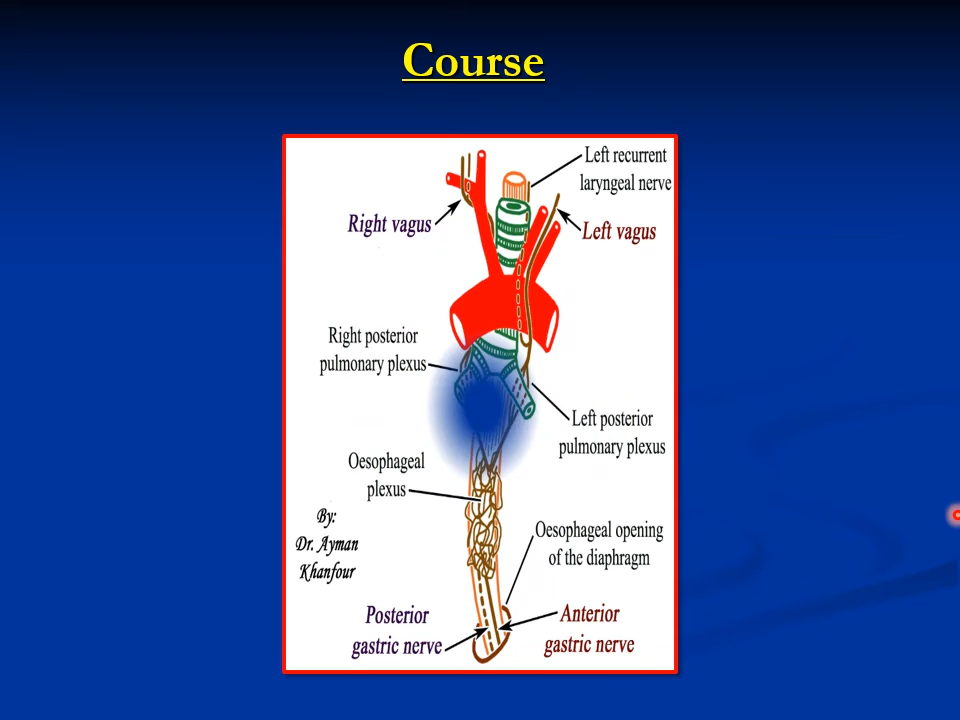 Course
Left recurrent
laryngeal nerve
Right vagus
Left vagus
Right posterior
pulmonary plexus
Left posterior
pulmonary plexus
Oesophageal
plexus
By:
Dr. Ayman
Khanfour
Oesophageal opening
of the diaphragm
Posterior
gastric nerve
Anterior
gastric nerve